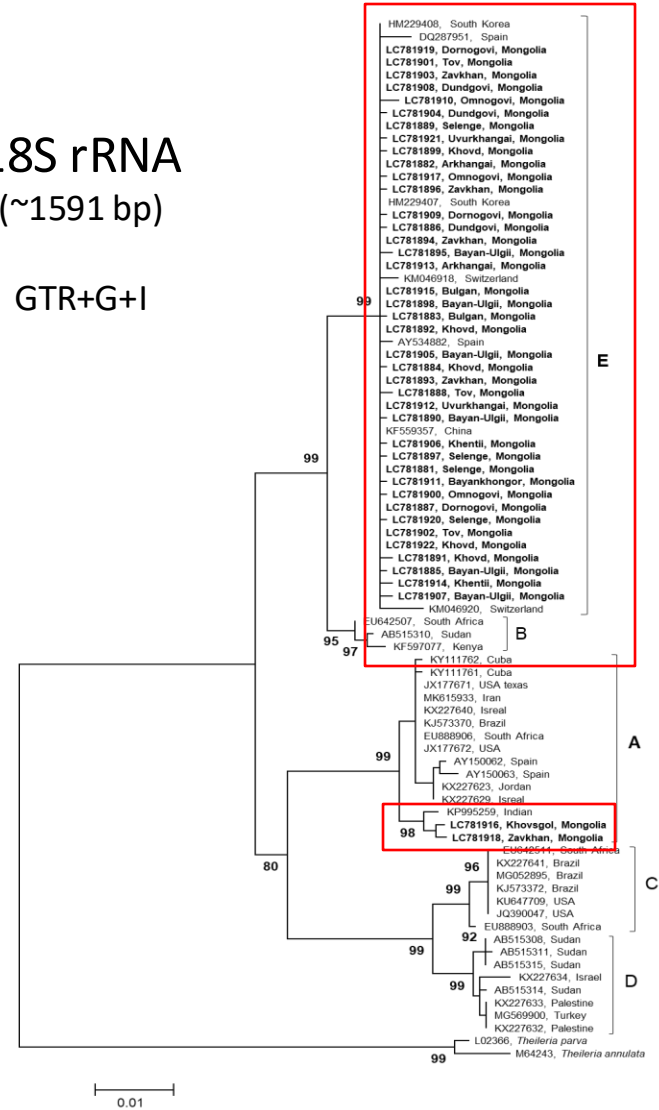 .8S rRNA
(~1591 bp)
GTR+G+I
HM229408, South Korea
DQ287951, Spain
LC781919, Dornogovi, Mongolia
LC781901, Tov, Mongolia
LC781903, Zavkhan, Mongolia
LC781908, Dundgovi, Mongolia
LC781910, Omnogovi, Mongolia
LC781904, Dundgovi, Mongolia
LC781889, Selenge, Mongolia
LC781921, Uvurkhangai, Mongolia
LC781899, Khovd, Mongolia
LC781882, Arkhangai, Mongolia
LC781917, Omnogovi, Mongolia
LC781896, Zavkhan, Mongolia
HM229407, South Korea
LC781909, Dornogovi, Mongolia
LC781886, Dundgovi, Mongolia
LC781894, Zavkhan, Mongolia
LC781895, Bayan-Ulgii, Mongolia
LC781913, Arkhangai, Mongolia
KM046918, Switzerland
LC781915, Bulgan, Mongolia
LC781898, Bayan-Ulgii, Mongolia
99
LC781883, Bulgan, Mongolia
LC781892, Khovd, Mongolia
AY534882, Spain
LC781905, Bayan-Ulgii, Mongolia
E
LC781884, Khovd, Mongolia
LC781893, Zavkhan, Mongolia
LC781888, Tov, Mongolia
LC781912, Uvurkhangai, Mongolia
LC781890, Bayan-Ulgii, Mongolia
KF559357, China
LC781906, Khentii, Mongolia
99
LC781897, Selenge, Mongolia
LC781881, Selenge, Mongolia
LC781911, Bayankhongor, Mongolia
LC781900, Omnogovi, Mongolia
LC781887, Dornogovi, Mongolia
LC781920, Selenge, Mongolia
LC781902, Tov, Mongolia
LC781922, Khovd, Mongolia
LC781891, Khovd, Mongolia
LC781885, Bayan-Ulgii, Mongolia
LC781914, Khentii, Mongolia
LC781907, Bayan-Ulgii, Mongolia
KM046920, Switzerland
EU642507, South Africa
95
AB515310, Sudan
B
97
KF597077, Kenya
KY111762, Cuba
KY111761, Cuba
JX177671, USA texas
MK615933, Iran
KX227640, Isreal
KJ573370, Brazil
EU888906, South Africa
A
JX177672, USA
99
AY150062, Spain
AY150063, Spain
KX227623, Jordan
KX227629, Isreal
KP995259, Indian
98
LC781916, Khovsgol, Mongolia
LC781918, Zavkhan, Mongolia
EU642511, South Africa
80
96
KX227641, Brazil
99
MG052895, Brazil
C
KJ573372, Brazil
KU647709, USA
JQ390047, USA
EU888903, South Africa
92
99
AB515308, Sudan
AB515311, Sudan
AB515315, Sudan
99
KX227634, Israel
D
AB515314, Sudan
KX227633, Palestine
MG569900, Turkey
KX227632, Palestine
L02366, Theileria parva
99
M64243, Theileria annulata
0.01